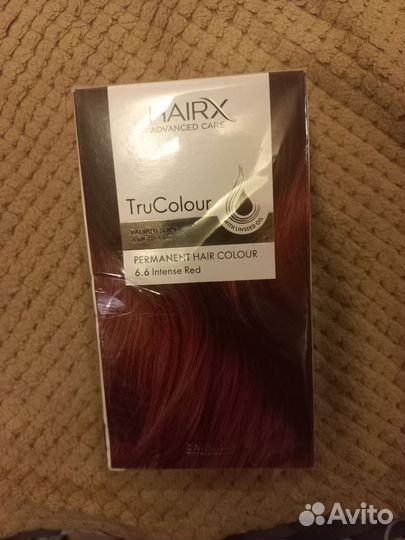 HAIRX
ADVANCED CARE
TruColour
WITH LINSEED OIL
PERMANENT HAIR COLOUR
6.6 Intense Red
Avito